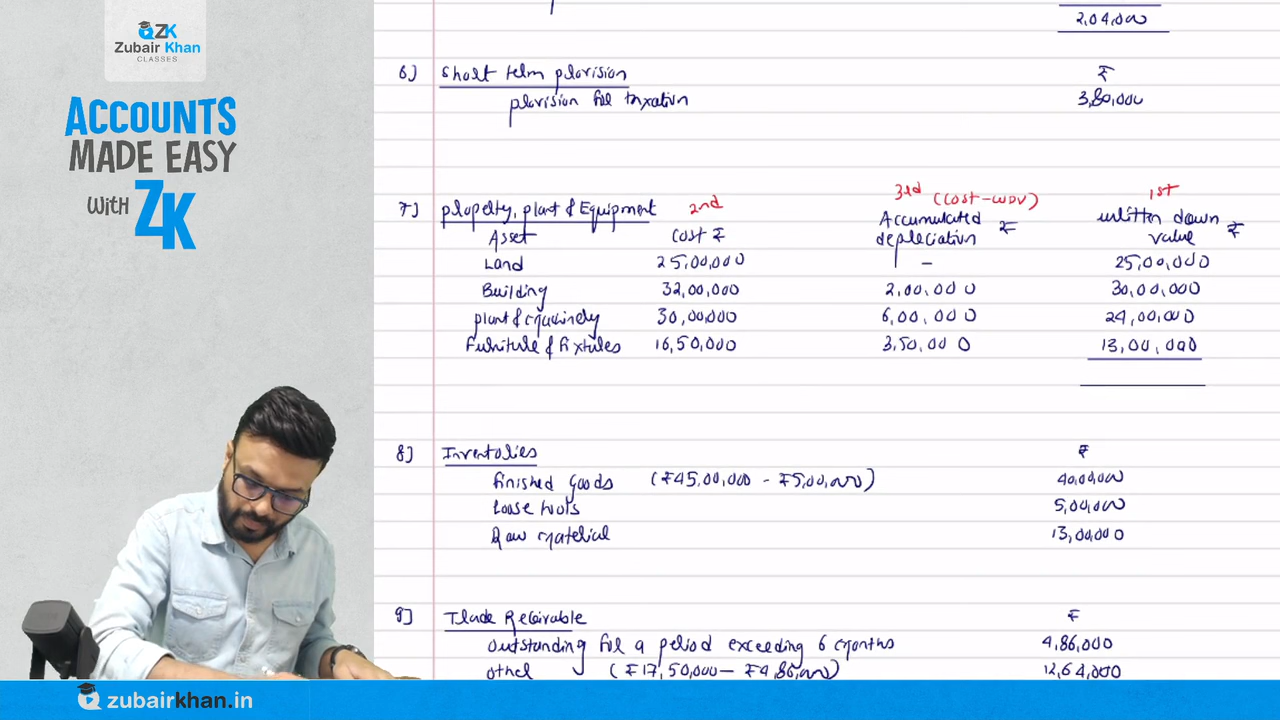 ZK
Zubair Khan
CLASSES
ACCOUNTS
MADE EASY
with ZK
2,04,000
6] Short term provision ₹
provision for taxation 3,80,000
3rd (cost-WDV) 1st
7] property, plant & Equipment 2nd Accumulated written down
Asset cost ₹ depreciation ₹ value ₹
Land 25,00,000 - 25,00,000
Building 32,00,000 2,00,000 30,00,000
plant & machinery 30,00,000 6,00,000 24,00,000
Furniture & fixtures 16,50,000 3,50,000 13,00,000
8] Inventories ₹
finished Goods (₹45,00,000 - ₹5,00,000) 40,00,000
Loose tools 5,00,000
Raw material 13,00,000
9] Trade Receivable ₹
outstanding for a period exceeding 6 months 4,86,000
other (₹17,50,000 - ₹4,86,000) 12,64,000
zubairkhan.in